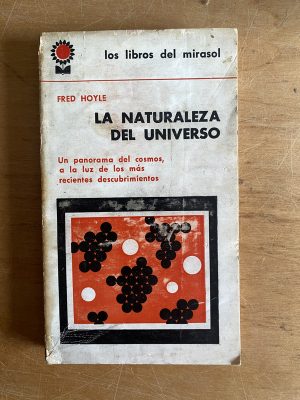 los libros del mirasol
FRED HOYLE
LA NATURALEZA
DEL UNIVERSO
Un panorama del cosmos,
a la luz de los más
recientes descubrimientos